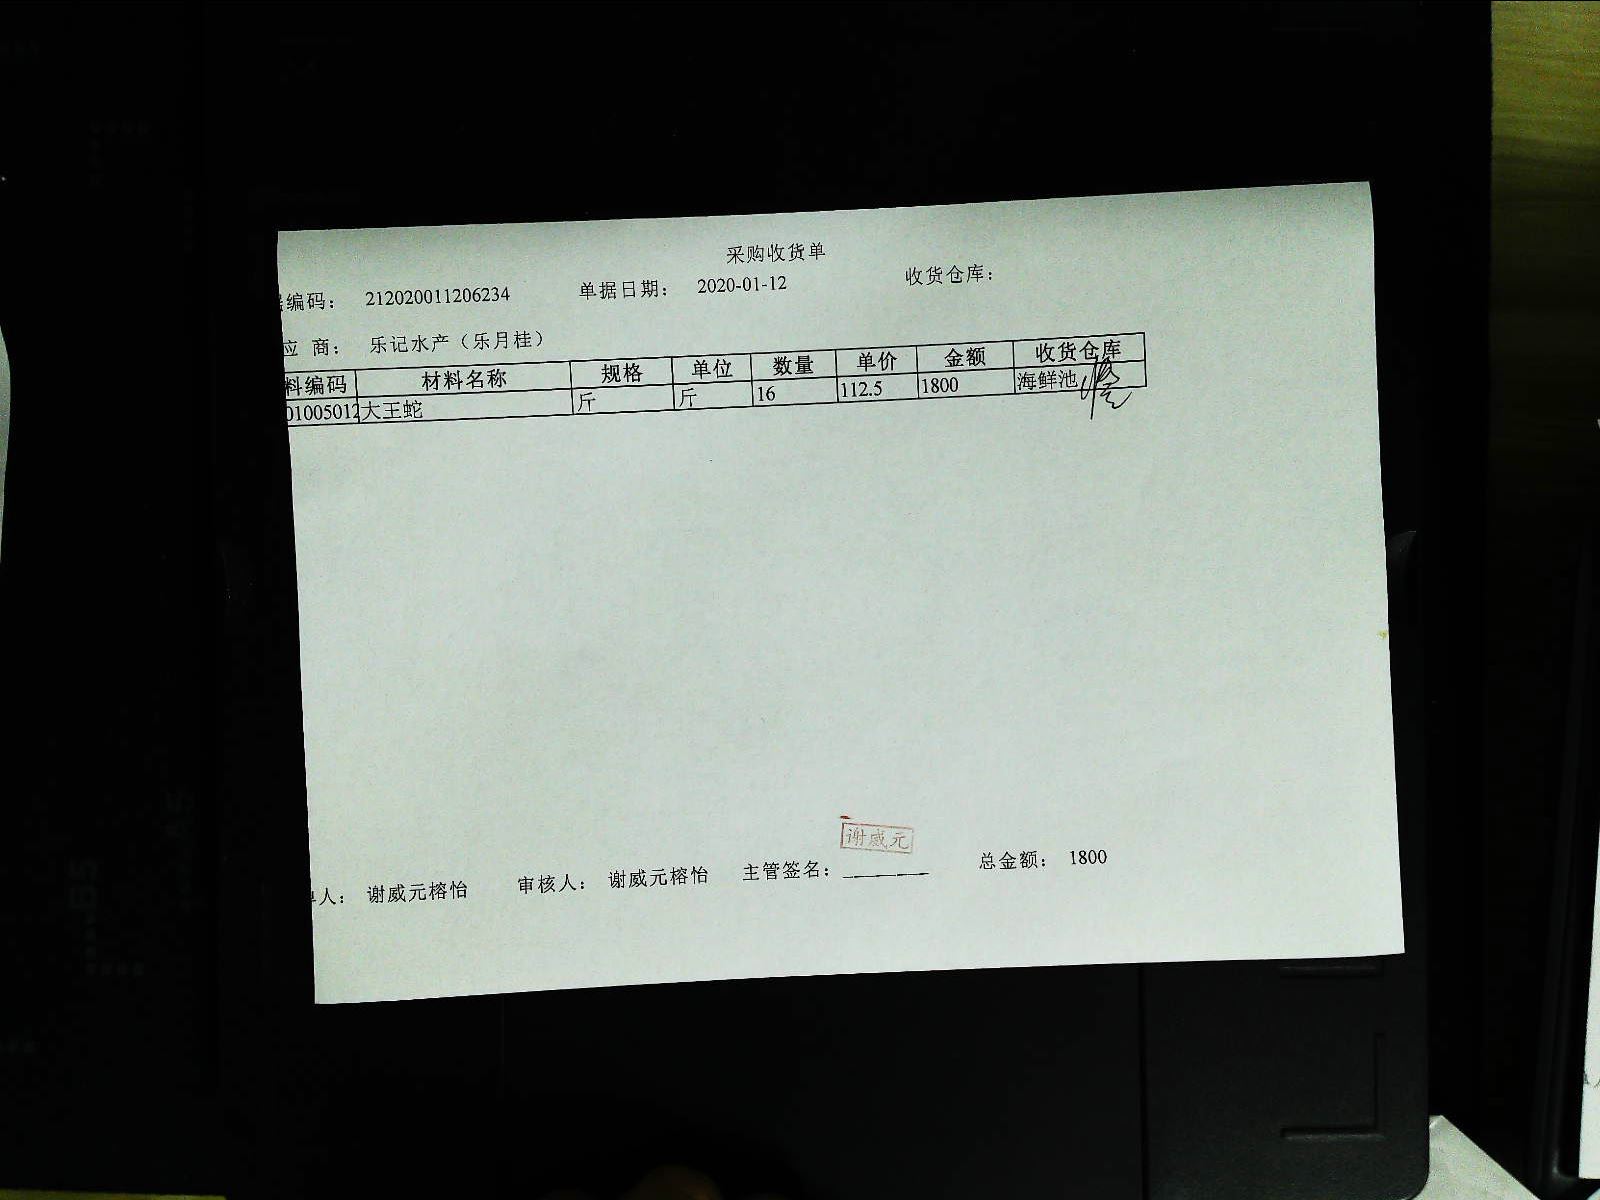 采购收货单
编码： 212020011206234 单据日期： 2020-01-12 收货仓库：
应 商： 乐记水产（乐月桂）
料编码 材料名称 规格 单位 数量 单价 金额 收货仓库
01005012 大王蛇 斤 斤 16 112.5 1800 海鲜池
谢威元
人： 谢威元榕怡 审核人： 谢威元榕怡 主管签名： 总金额： 1800